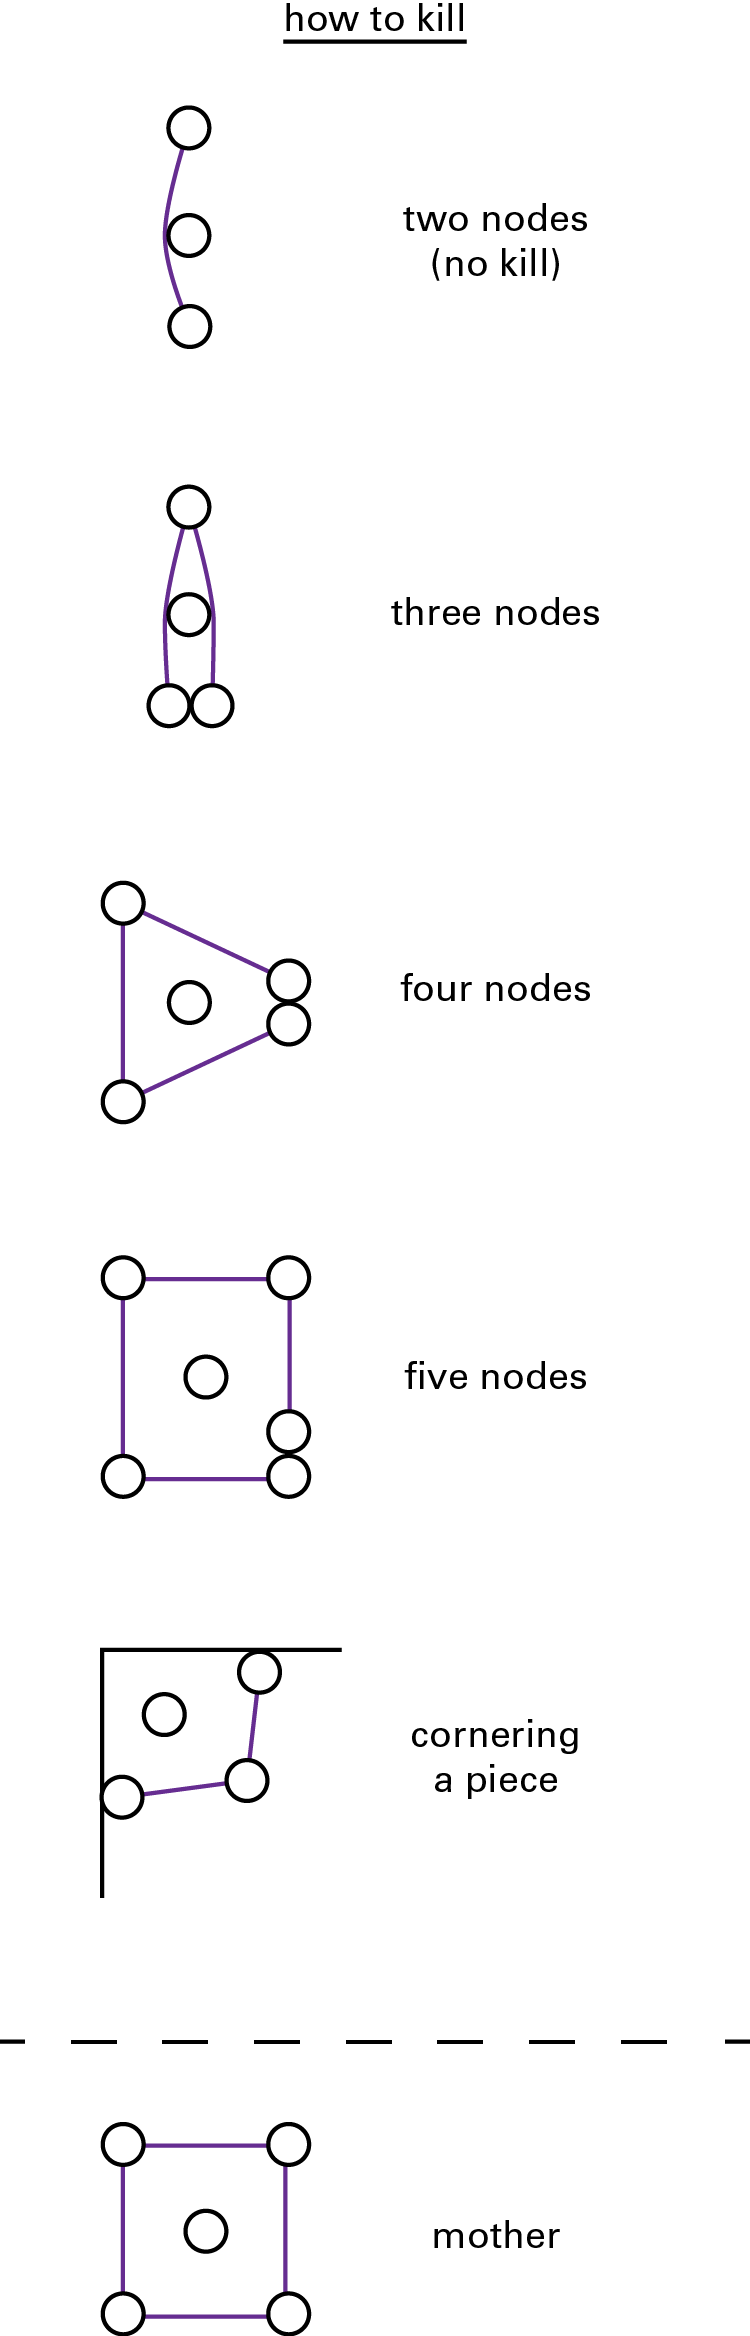 how to kill
two nodes
(no kill)
three nodes
four nodes
five nodes
cornering
a piece
mother